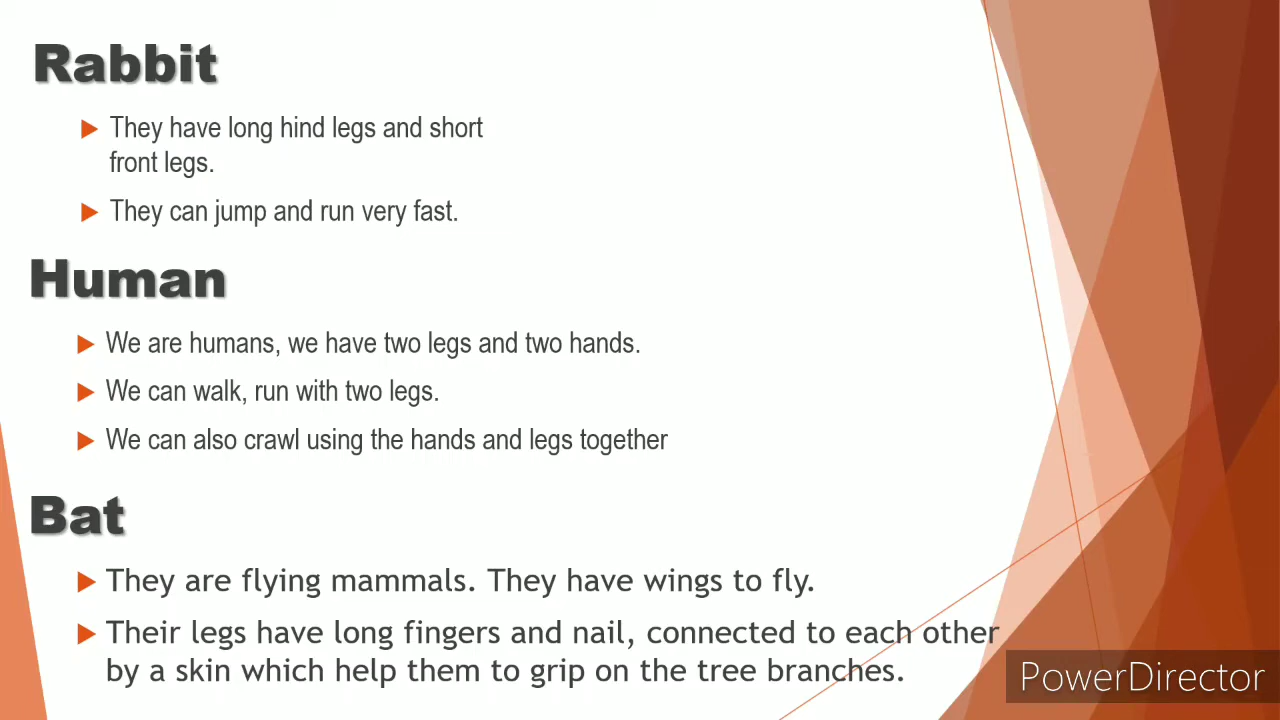 Rabbit
They have long hind legs and short
front legs.
They can jump and run very fast.
Human
We are humans, we have two legs and two hands.
We can walk, run with two legs.
We can also crawl using the hands and legs together
Bat
They are flying mammals. They have wings to fly.
Their legs have long fingers and nail, connected to each other
by a skin which help them to grip on the tree branches.
PowerDirector